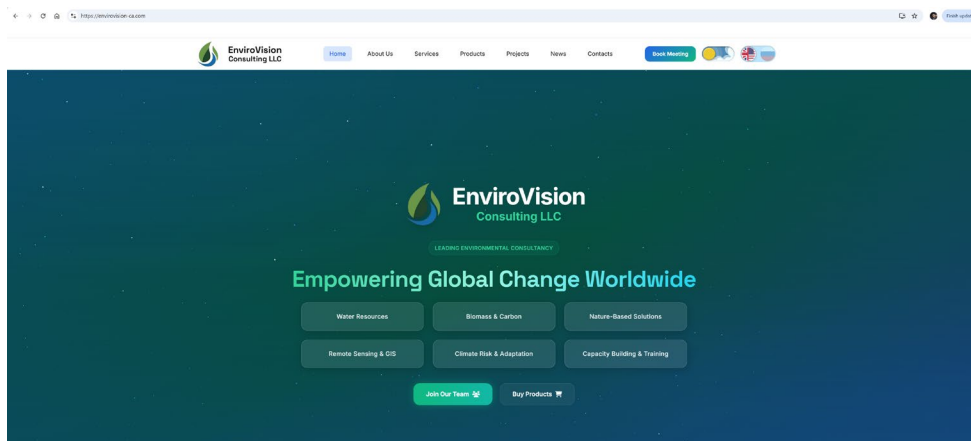 https://envirovision-ca.com
Finish update
EnviroVision
Consulting LLC
Home
About Us
Services
Products
Projects
News
Contacts
Book Meeting
EnviroVision
Consulting LLC
LEADING ENVIRONMENTAL CONSULTANCY
Empowering Global Change Worldwide
Water Resources
Biomass & Carbon
Nature-Based Solutions
Remote Sensing & GIS
Climate Risk & Adaptation
Capacity Building & Training
Join Our Team
Buy Products